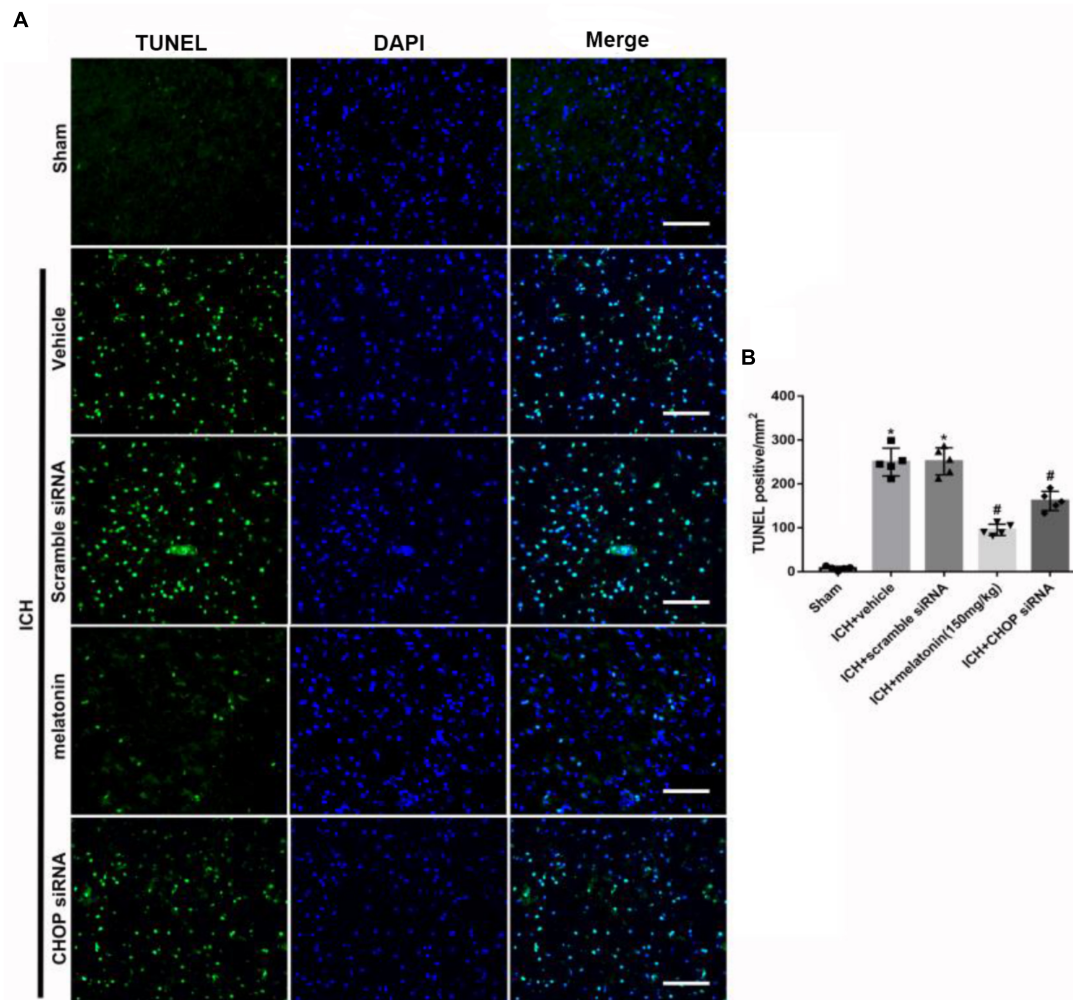 A
TUNEL DAPI Merge
Sham
ICH
Vehicle
Scramble siRNA
melatonin
CHOP siRNA
B
TUNEL positive/mm2
400
300
200
100
0
* * # #
Sham
ICH+vehicle
ICH+scramble siRNA
ICH+melatonin(150mg/kg)
ICH+CHOP siRNA